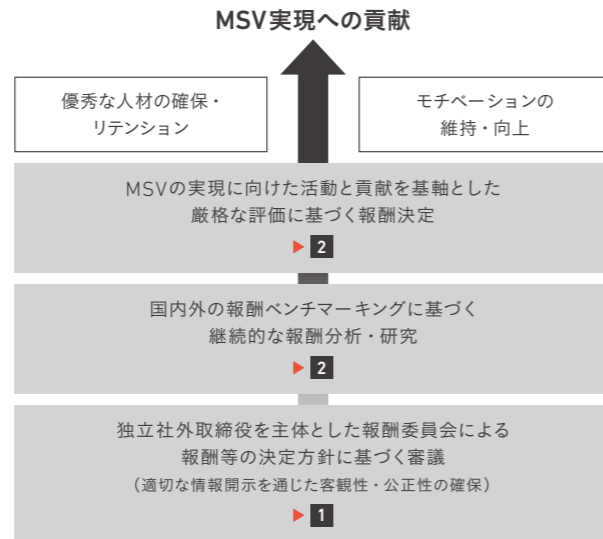 MSV実現への貢献
優秀な人材の確保・
リテンション
モチベーションの
維持・向上
MSVの実現に向けた活動と貢献を基軸とした
厳格な評価に基づく報酬決定
▶ 2
国内外の報酬ベンチマーキングに基づく
継続的な報酬分析・研究
▶ 2
独立社外取締役を主体とした報酬委員会による
報酬等の決定方針に基づく審議
（適切な情報開示を通じた客観性・公正性の確保）
▶ 1